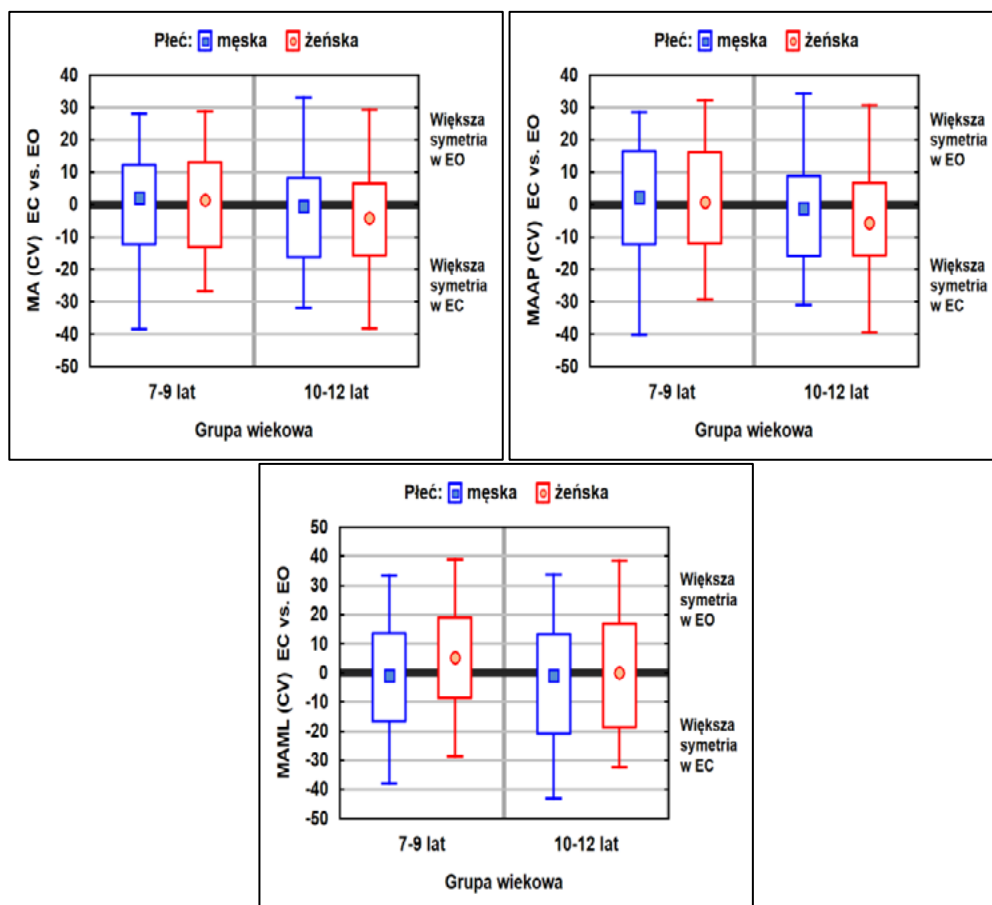 Płeć: męska żeńska
MA (CV) EC vs. EO
40
30
20
10
0
-10
-20
-30
-40
-50
Większa
symetria
w EO
Większa
symetria
w EC
7-9 lat 10-12 lat
Grupa wiekowa
Płeć: męska żeńska
MAAP (CV) EC vs. EO
40
30
20
10
0
-10
-20
-30
-40
-50
Większa
symetria
w EO
Większa
symetria
w EC
7-9 lat 10-12 lat
Grupa wiekowa
Płeć: męska żeńska
MAML (CV) EC vs. EO
50
40
30
20
10
0
-10
-20
-30
-40
-50
Większa
symetria
w EO
Większa
symetria
w EC
7-9 lat 10-12 lat
Grupa wiekowa